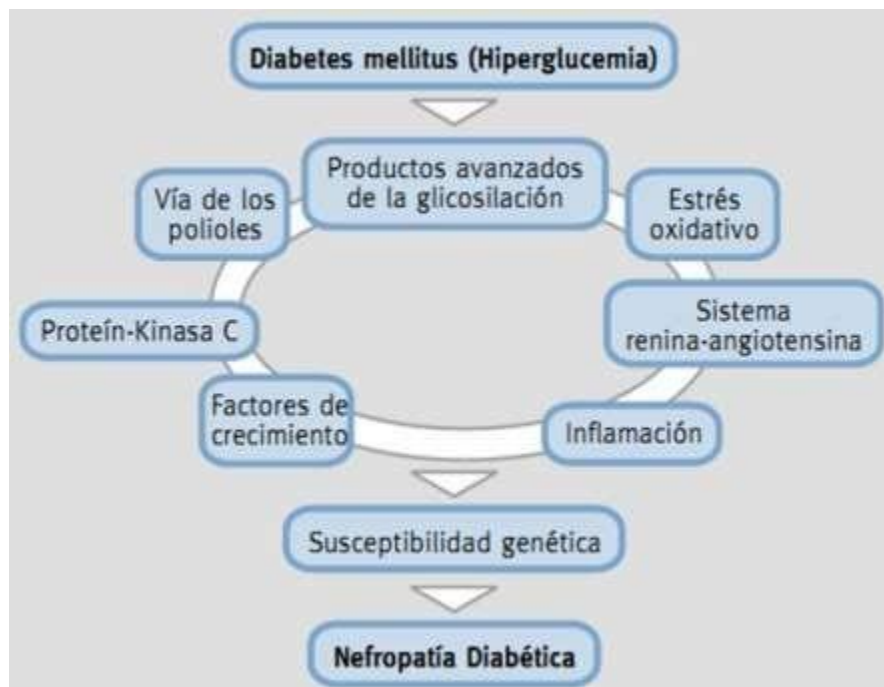 Diabetes mellitus (Hiperglucemia)
Productos avanzados
de la glicosilación
Vía de los
polioles
Estrés
oxidativo
Proteín-Kinasa C
Sistema
renina-angiotensina
Factores de
crecimiento
Inflamación
Susceptibilidad genética
Nefropatía Diabética